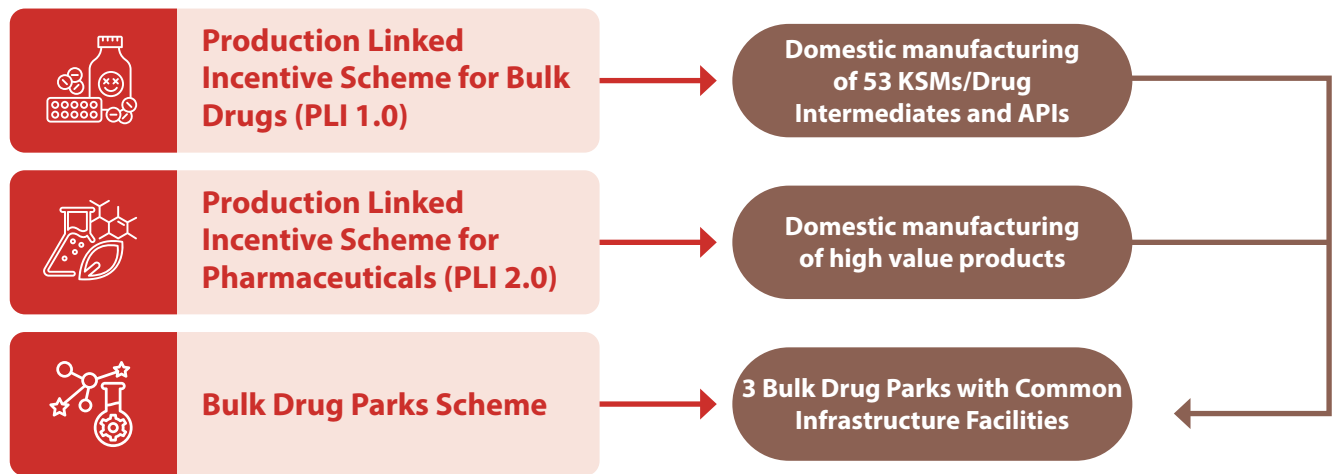 Production Linked
Incentive Scheme for Bulk
Drugs (PLI 1.0)
Domestic manufacturing
of 53 KSMs/Drug
Intermediates and APIs
Production Linked
Incentive Scheme for
Pharmaceuticals (PLI 2.0)
Domestic manufacturing
of high value products
Bulk Drug Parks Scheme
3 Bulk Drug Parks with Common
Infrastructure Facilities